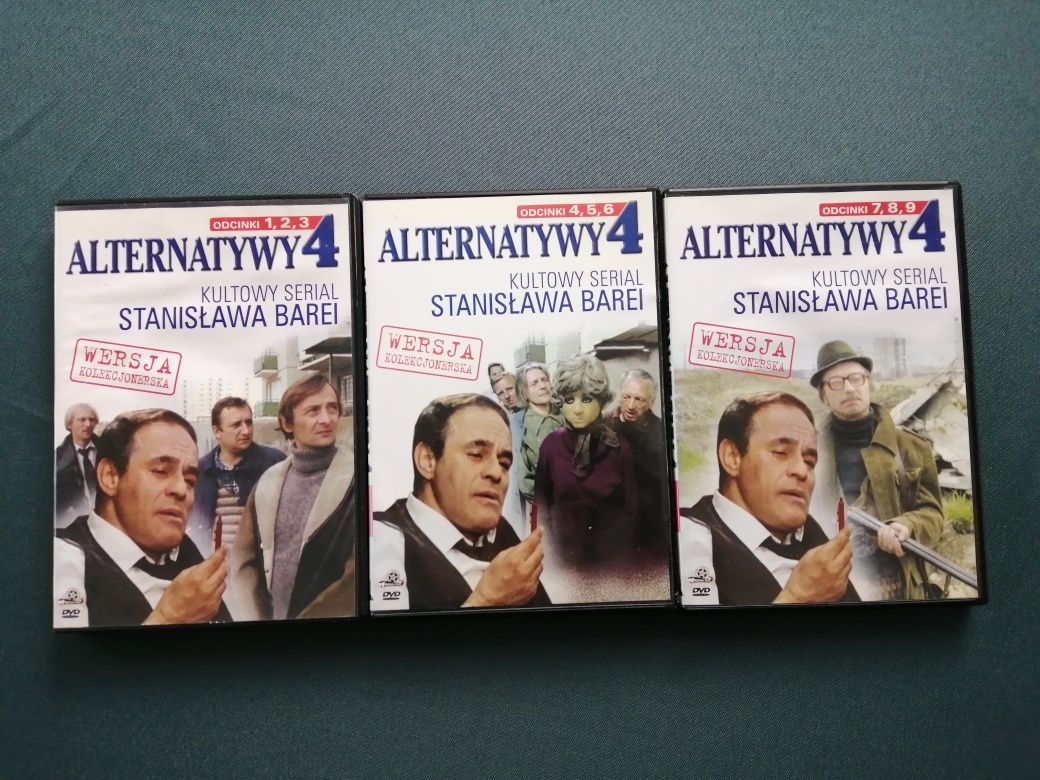 ODCINKI 1, 2, 3
ALTERNATYWY 4
KULTOWY SERIAL
STANISŁAWA BAREI
WERSJA
KOLEKCJONERSKA
DVD
ODCINKI 4, 5, 6
ALTERNATYWY 4
KULTOWY SERIAL
STANISŁAWA BAREI
WERSJA
KOLEKCJONERSKA
DVD
ODCINKI 7, 8, 9
ALTERNATYWY 4
KULTOWY SERIAL
STANISŁAWA BAREI
WERSJA
KOLEKCJONERSKA
DVD